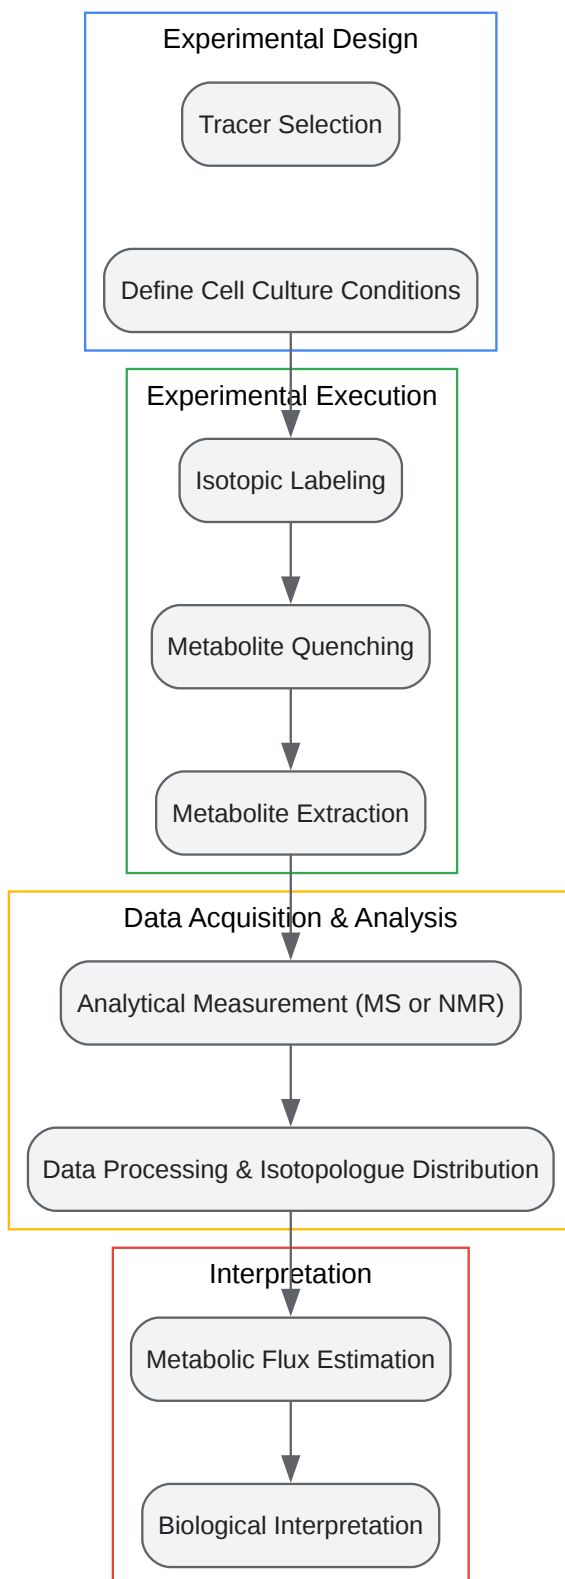 Experimental Design
Tracer Selection
Define Cell Culture Conditions
Experimental Execution
Isotopic Labeling
Metabolite Quenching
Metabolite Extraction
Data Acquisition & Analysis
Analytical Measurement (MS or NMR)
Data Processing & Isotopologue Distribution
Interpretation
Metabolic Flux Estimation
Biological Interpretation